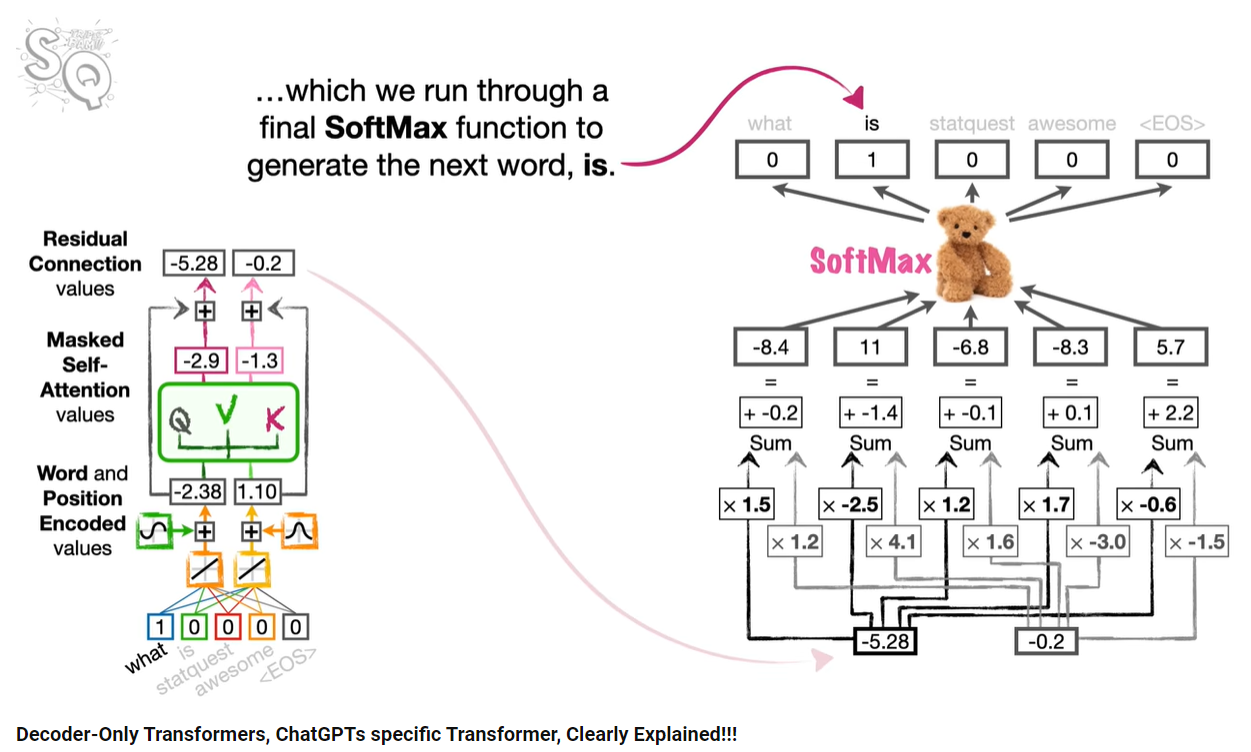 SQ
TRIPLE
BAM!!!
...which we run through a
final SoftMax function to
generate the next word, is.
what is statquest awesome <EOS>
0 1 0 0 0
SoftMax
-8.4 11 -6.8 -8.3 5.7
= = = = =
+ -0.2 + -1.4 + -0.1 + 0.1 + 2.2
Sum Sum Sum Sum Sum
× 1.5 × -2.5 × 1.2 × 1.7 × -0.6
× 1.2 × 4.1 × 1.6 × -3.0 × -1.5
-5.28 -0.2
Residual
Connection
values
-5.28 -0.2
+ +
Masked
Self-
Attention
values
-2.9 -1.3
Q V K
Word and
Position
Encoded
values
-2.38 1.10
+ +
1 0 0 0 0
what
is
statquest
awesome
<EOS>
Decoder-Only Transformers, ChatGPTs specific Transformer, Clearly Explained!!!